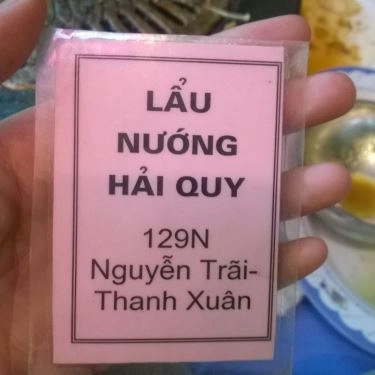 LẨU
NƯỚNG
HẢI QUY
129N
Nguyễn Trãi-
Thanh Xuân